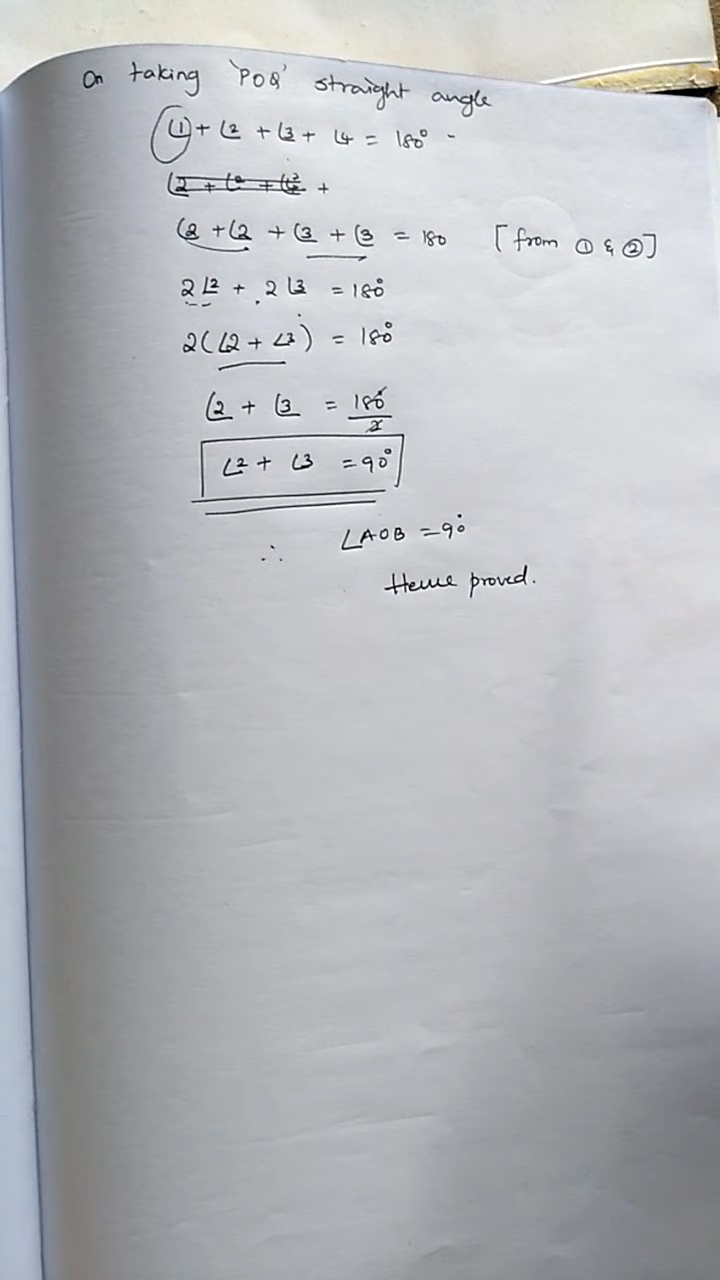 On taking 'POQ' straight angle
∠1 + ∠2 + ∠3 + ∠4 = 180° -
∠2 + ∠2 + ∠3 + ∠3 = 180 [from ① & ②]
2∠2 + 2∠3 = 180°
2(∠2 + ∠3) = 180°
∠2 + ∠3 = 180°/2
∠2 + ∠3 = 90°
∴ ∠AOB = 90°
Hence proved.